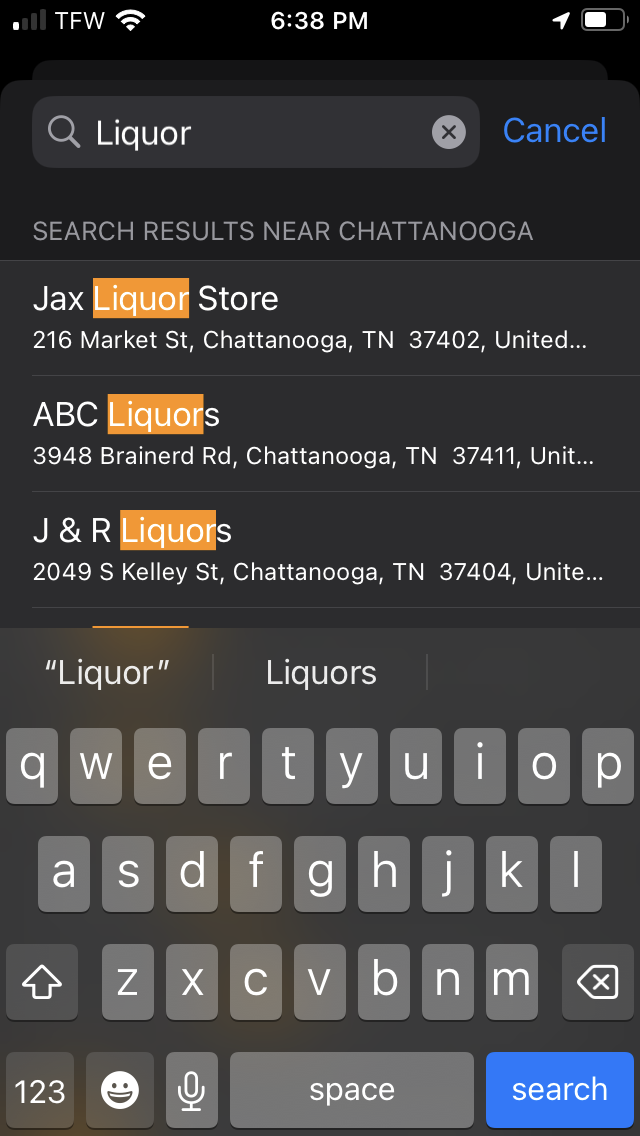 TFW 6:38 PM
Liquor Cancel
SEARCH RESULTS NEAR CHATTANOOGA
Jax Liquor Store
216 Market St, Chattanooga, TN 37402, United...
ABC Liquors
3948 Brainerd Rd, Chattanooga, TN 37411, Unit...
J & R Liquors
2049 S Kelley St, Chattanooga, TN 37404, Unite...
“Liquor” Liquors
q w e r t y u i o p
a s d f g h j k l
z x c v b n m
123 space search